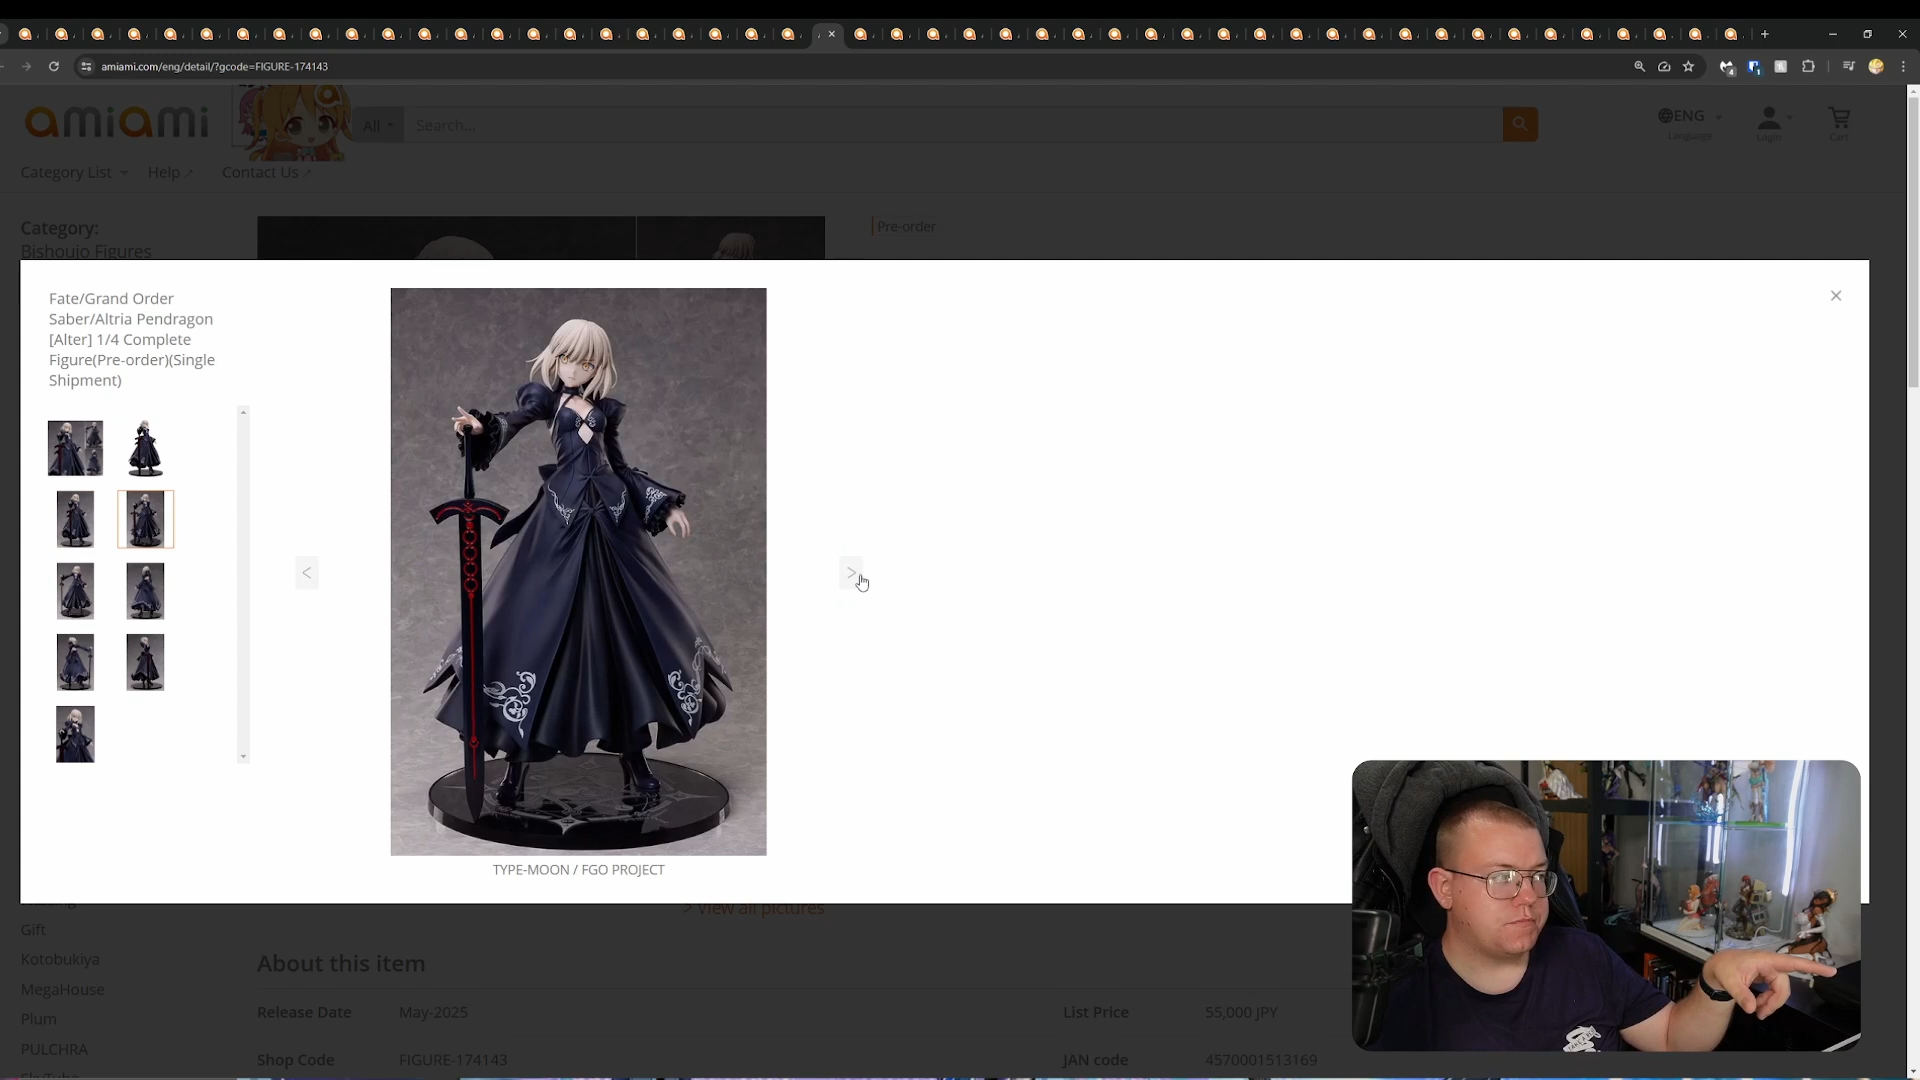 amiami.com/eng/detail/?gcode=FIGURE-174143
amiami
All
Search...
ENG
Language
Login
Cart
Category List
Help
Contact Us
Category:
Bishoujo Figures
Pre-order
Fate/Grand Order
Saber/Altria Pendragon
[Alter] 1/4 Complete
Figure(Pre-order)(Single
Shipment)
<
>
TYPE-MOON / FGO PROJECT
> View all pictures
Gift
Kotobukiya
MegaHouse
Plum
PULCHRA
About this item
Release Date
May-2025
List Price
55,000 JPY
Shop Code
FIGURE-174143
JAN code
4570001513169